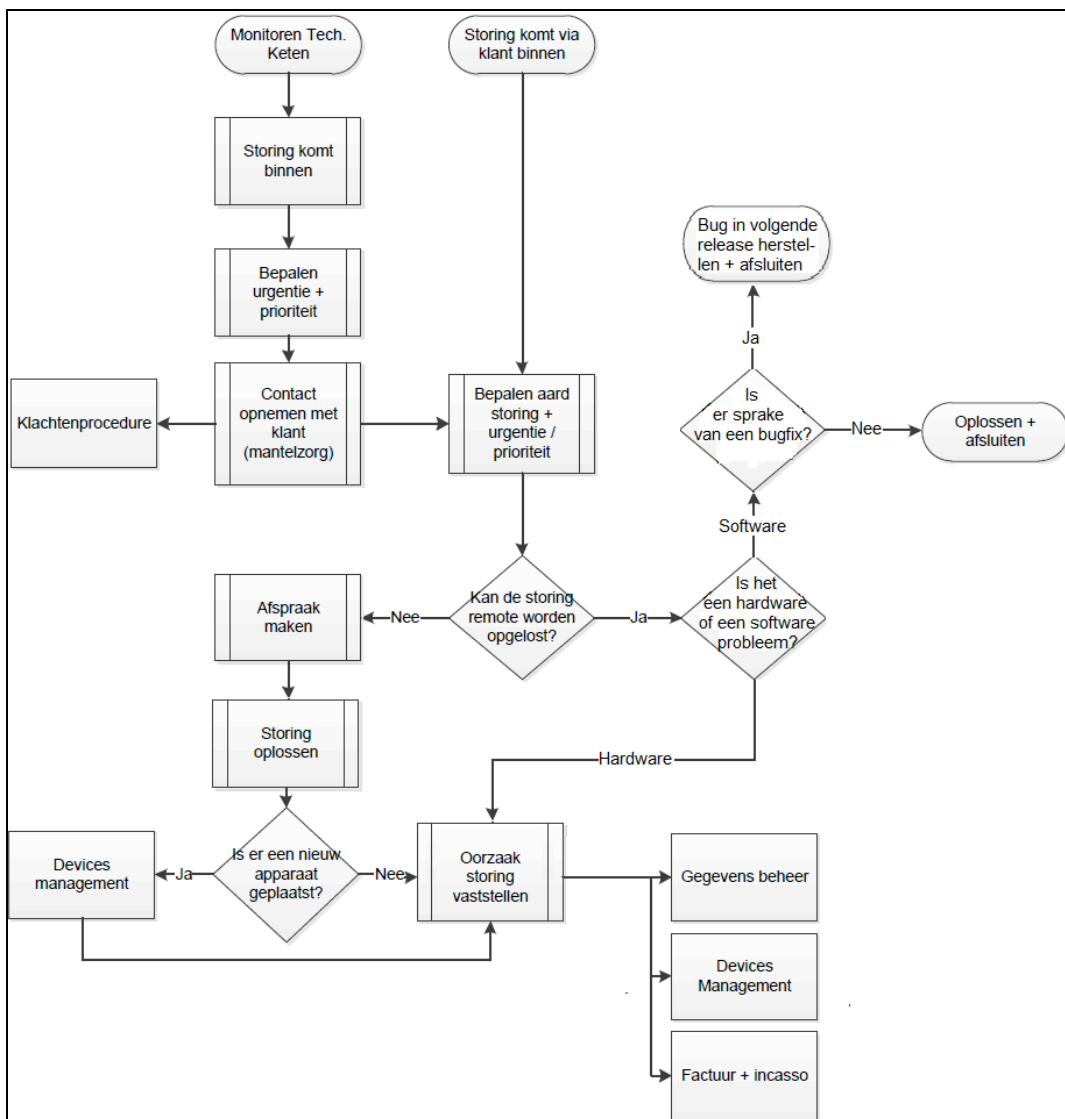 Monitoren Tech.
Keten
Storing komt via
klant binnen
Storing komt
binnen
Bepalen
urgentie +
prioriteit
Contact
opnemen met
klant
(mantelzorg)
Klachtenprocedure
Bepalen aard
storing +
urgentie /
prioriteit
Bug in volgende
release herstel-
len + afsluiten
Ja
Is
er sprake
van een bugfix?
Nee
Oplossen +
afsluiten
Software
Is het
een hardware
of een software
probleem?
Kan de storing
remote worden
opgelost?
Ja
Nee
Afspraak
maken
Storing
oplossen
Hardware
Is er een nieuw
apparaat
geplaatst?
Ja
Nee
Devices
management
Oorzaak
storing
vaststellen
Gegevens beheer
Devices
Management
Factuur + incasso